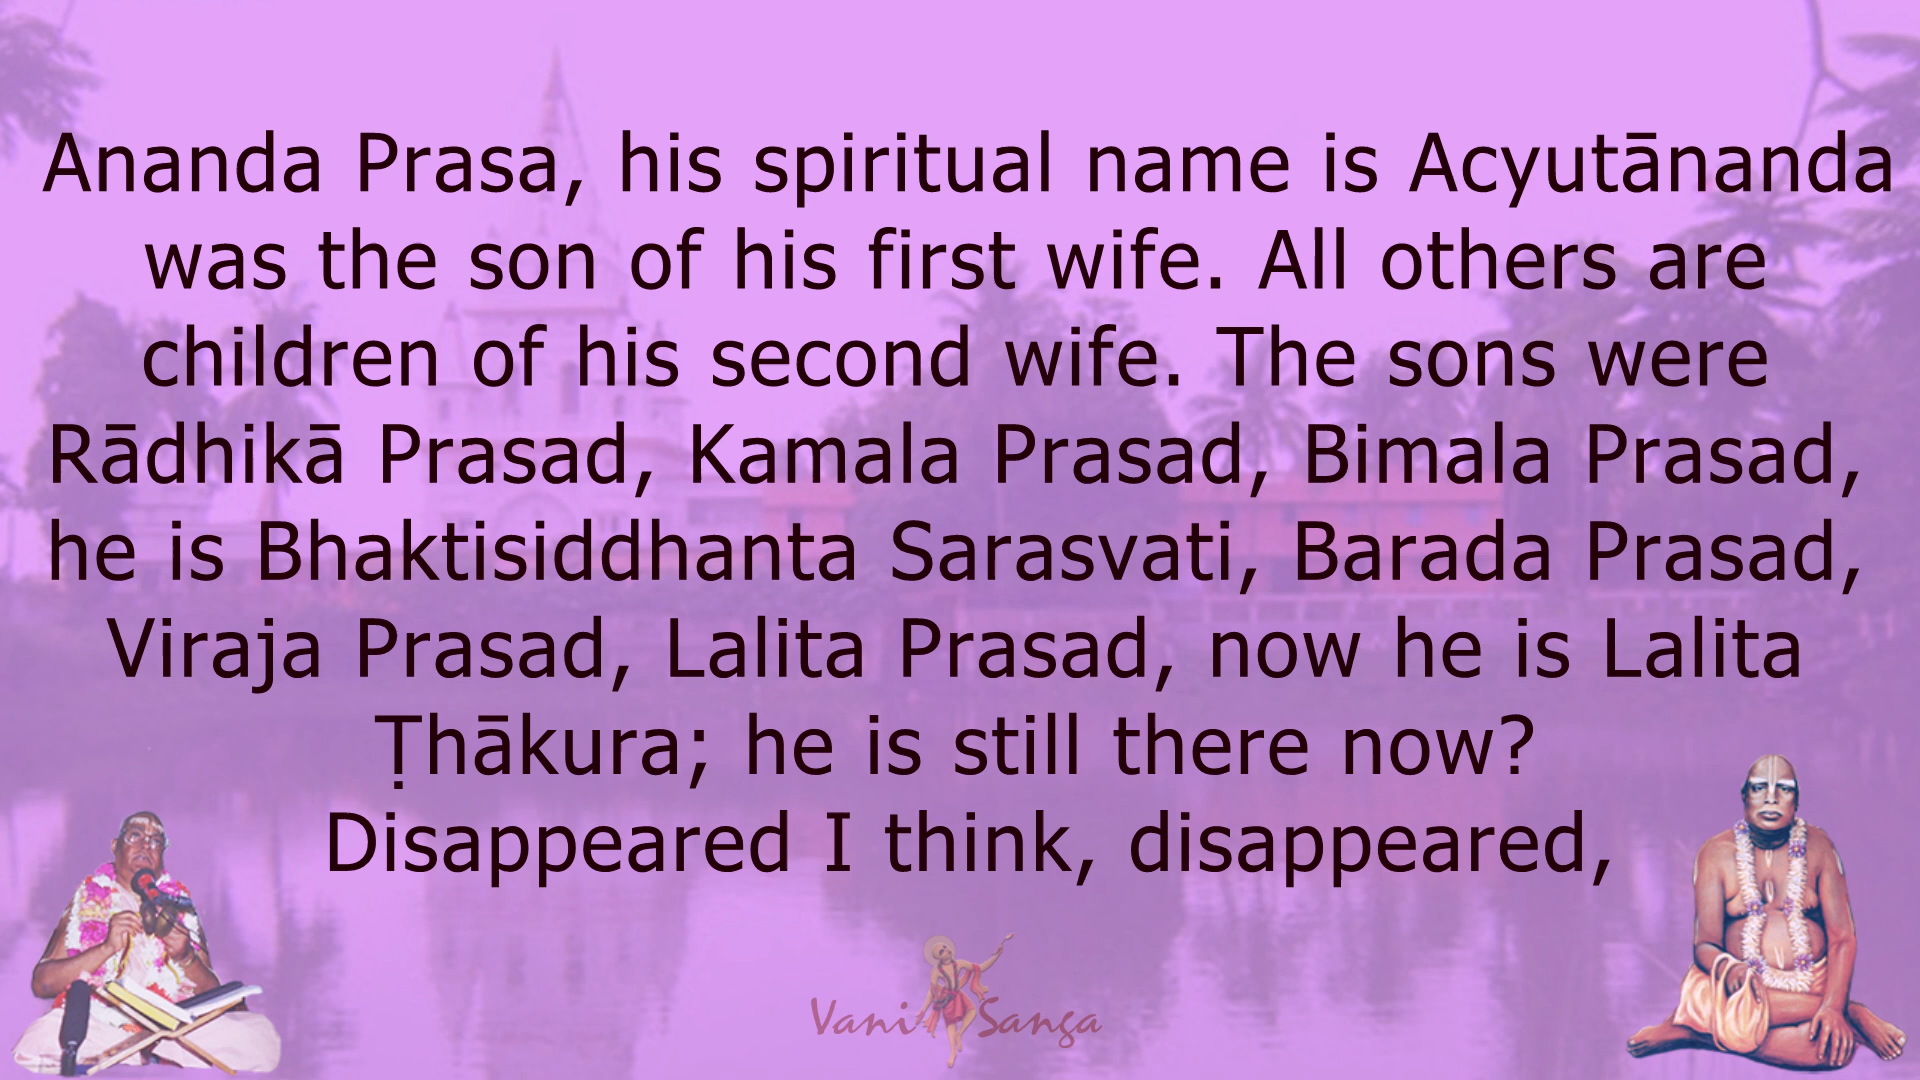 Ananda Prasa, his spiritual name is Acyutānanda
was the son of his first wife. All others are
children of his second wife. The sons were
Rādhikā Prasad, Kamala Prasad, Bimala Prasad,
he is Bhaktisiddhanta Sarasvati, Barada Prasad,
Viraja Prasad, Lalita Prasad, now he is Lalita
Ṭhākura; he is still there now?
Disappeared I think, disappeared,
Vani Sanga